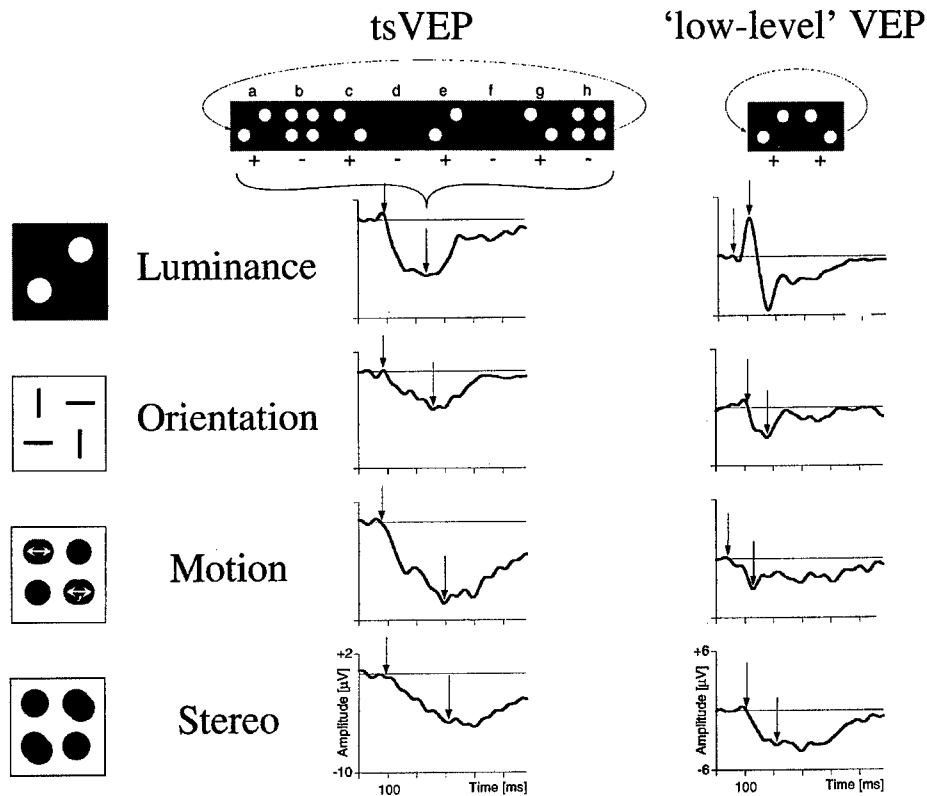 tsVEP
'low-level' VEP
a b c d e f g h
+ - + - + - + -
+ +
Luminance
Orientation
Motion
Stereo
+2
Amplitude [µV]
-10
100
Time [ms]
+6
Amplitude [µV]
-6
100
Time [ms]